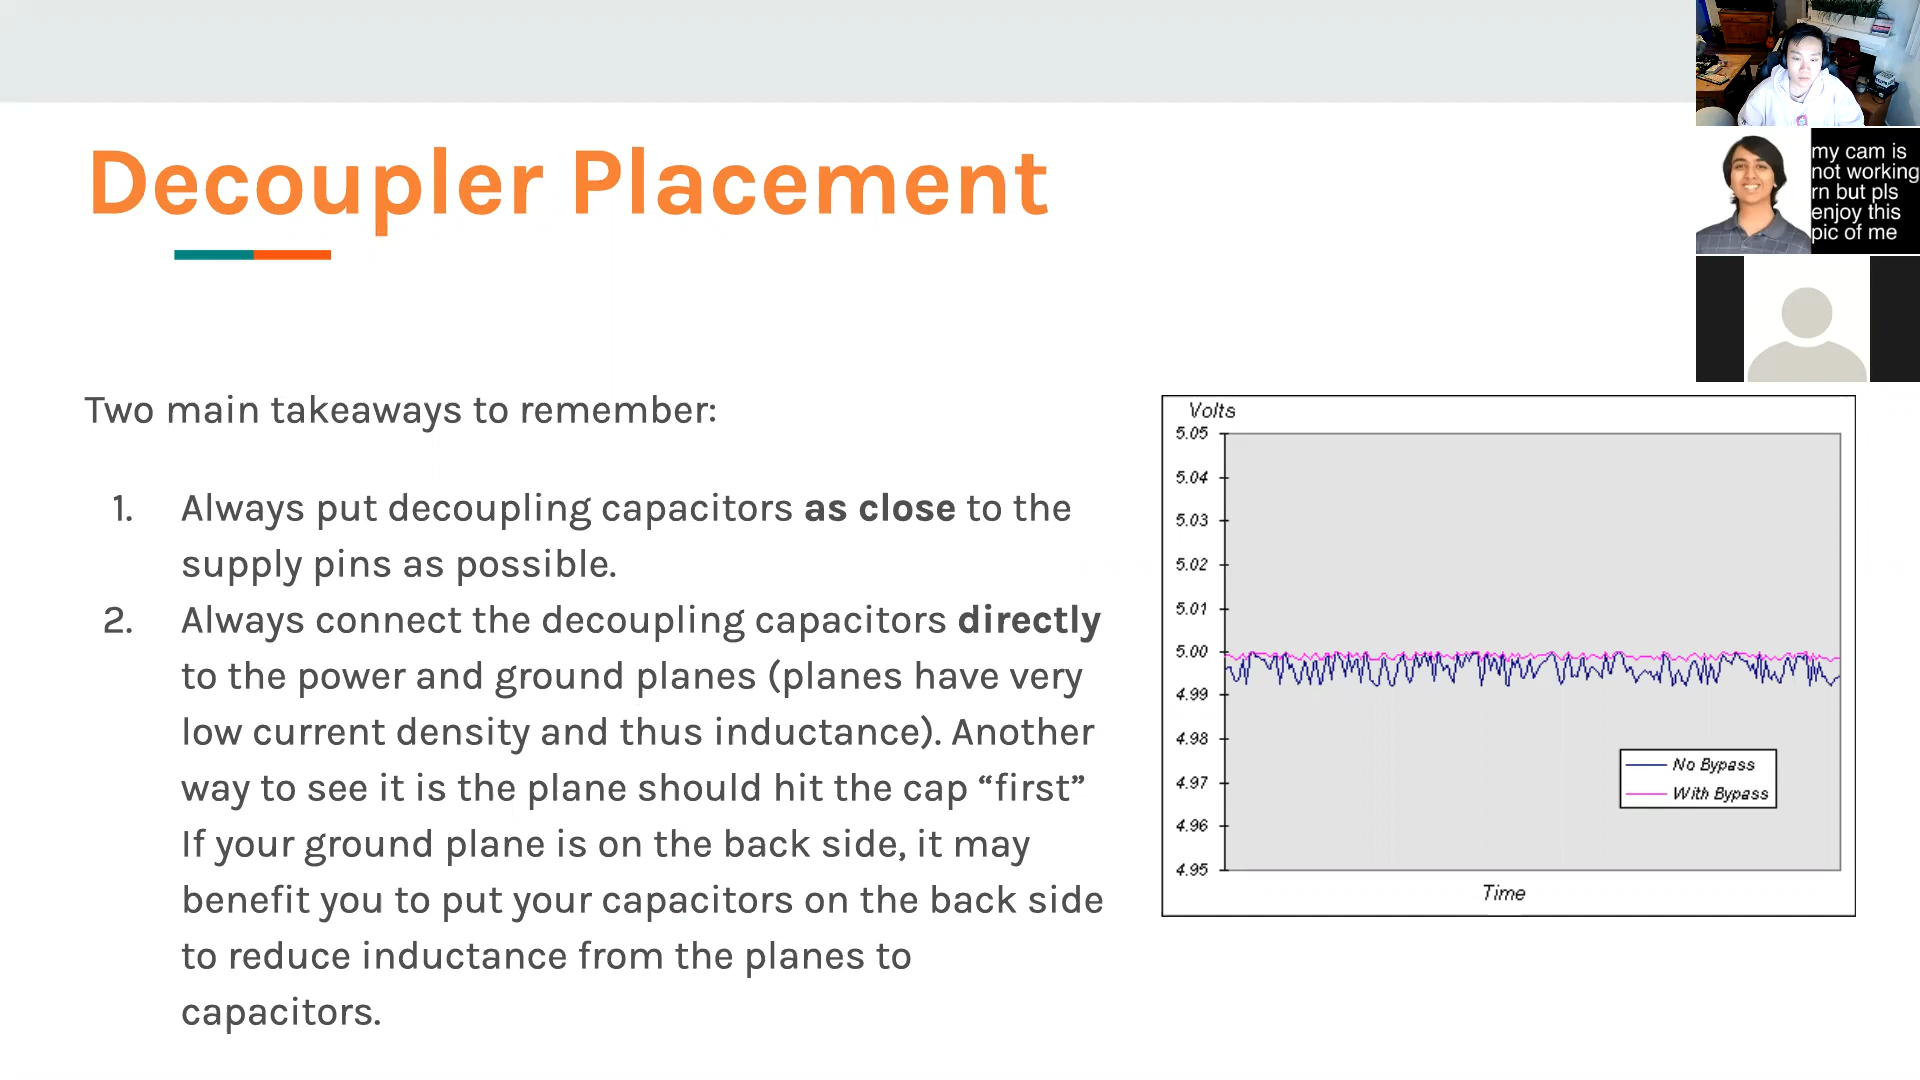 Decoupler Placement
my cam is
not working
rn but pls
enjoy this
pic of me
Two main takeaways to remember:
1. Always put decoupling capacitors as close to the
supply pins as possible.
2. Always connect the decoupling capacitors directly
to the power and ground planes (planes have very
low current density and thus inductance). Another
way to see it is the plane should hit the cap “first”
If your ground plane is on the back side, it may
benefit you to put your capacitors on the back side
to reduce inductance from the planes to
capacitors.
Volts
5.05
5.04
5.03
5.02
5.01
5.00
4.99
4.98
4.97
4.96
4.95
No Bypass
With Bypass
Time